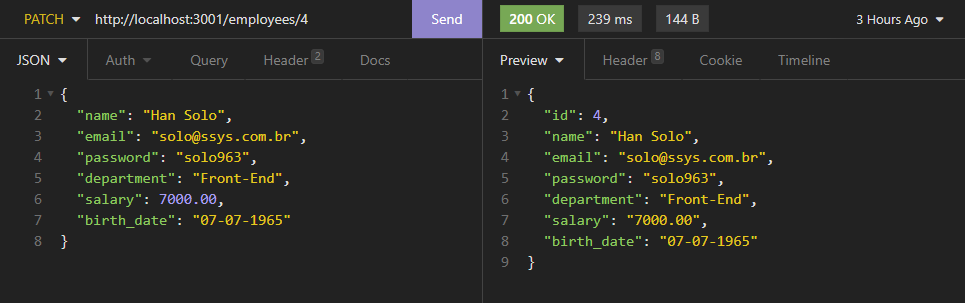 PATCH http://localhost:3001/employees/4 Send 200 OK 239 ms 144 B 3 Hours Ago
JSON Auth Query Header 2 Docs Preview Header 8 Cookie Timeline
1 {
2 "name": "Han Solo",
3 "email": "solo@ssys.com.br",
4 "password": "solo963",
5 "department": "Front-End",
6 "salary": 7000.00,
7 "birth_date": "07-07-1965"
8 }
1 {
2 "id": 4,
3 "name": "Han Solo",
4 "email": "solo@ssys.com.br",
5 "password": "solo963",
6 "department": "Front-End",
7 "salary": "7000.00",
8 "birth_date": "07-07-1965"
9 }